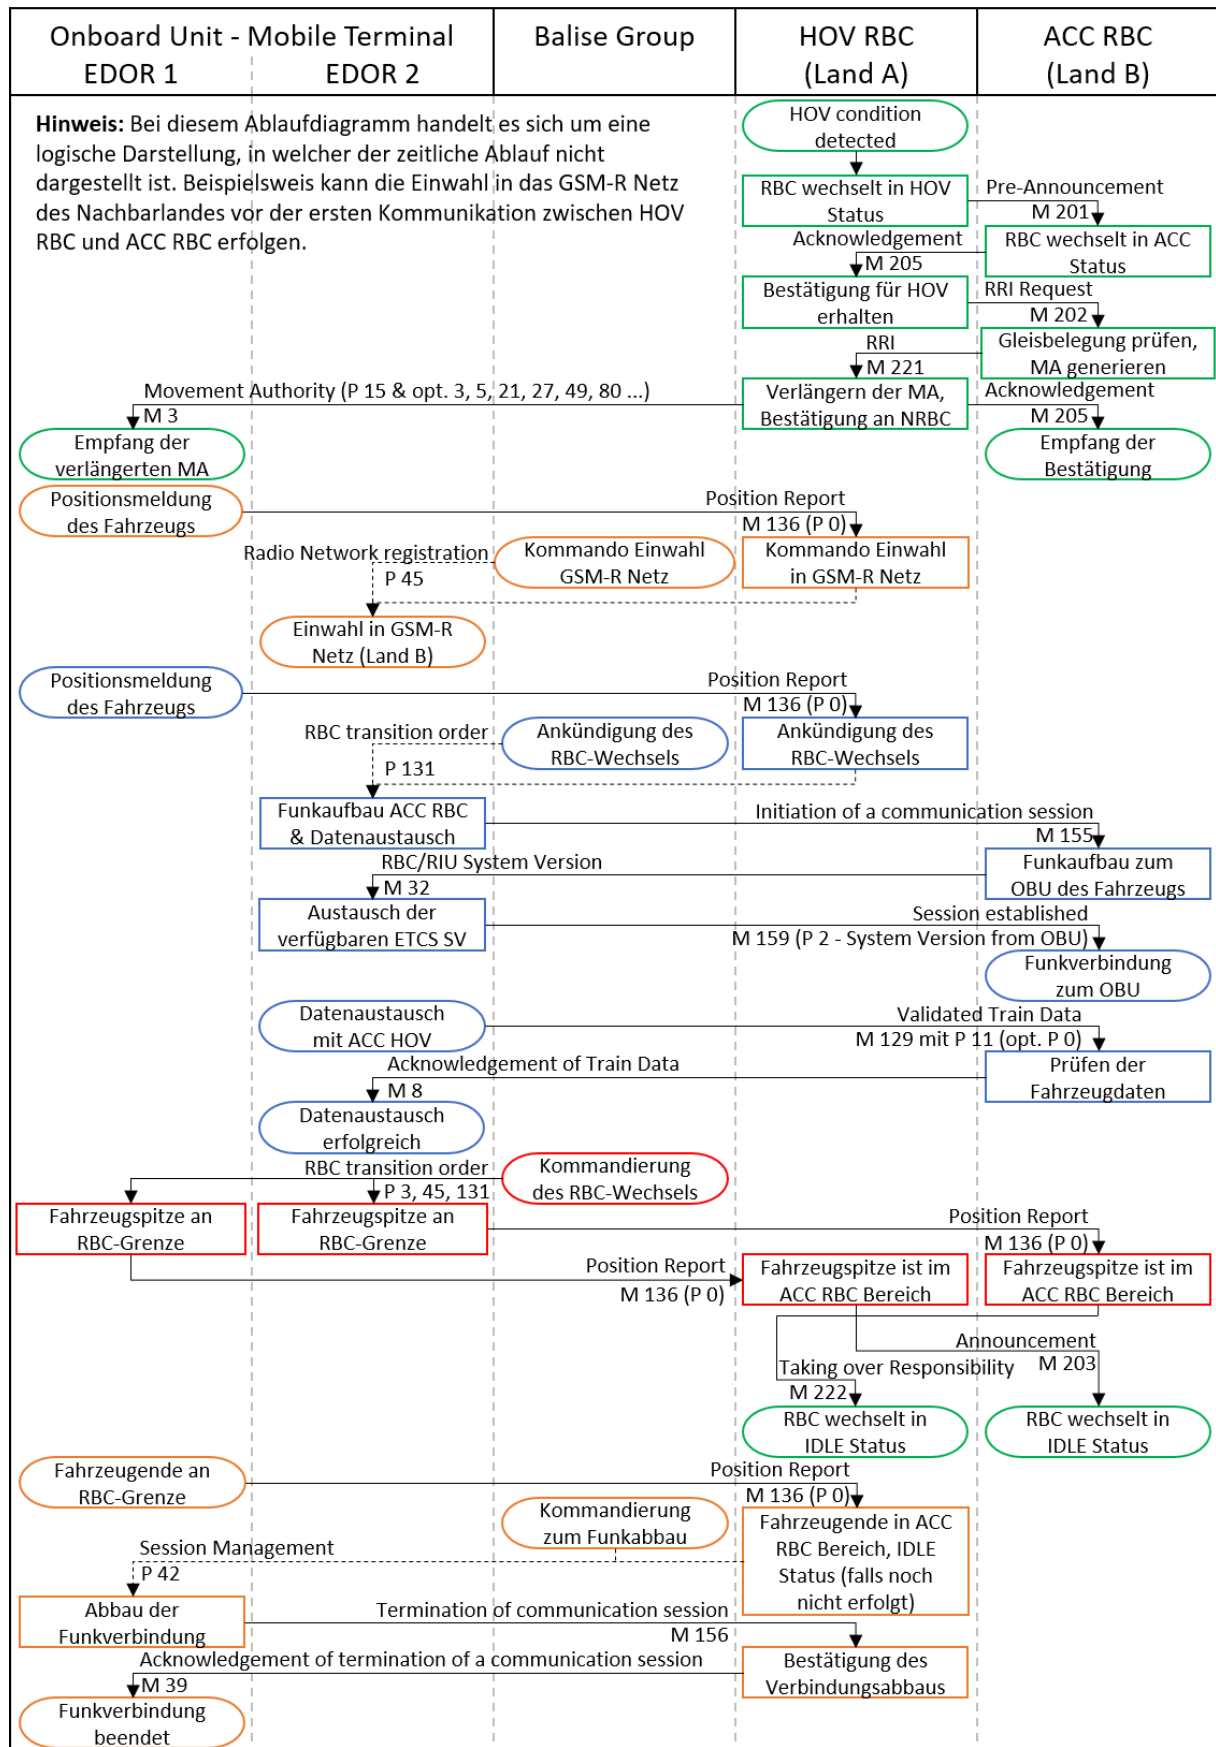 Onboard Unit - Mobile Terminal
EDOR 1
EDOR 2
Balise Group
HOV RBC
(Land A)
ACC RBC
(Land B)
Hinweis: Bei diesem Ablaufdiagramm handelt es sich um eine
logische Darstellung, in welcher der zeitliche Ablauf nicht
dargestellt ist. Beispielsweis kann die Einwahl in das GSM-R Netz
des Nachbarlandes vor der ersten Kommunikation zwischen HOV
RBC und ACC RBC erfolgen.
HOV condition
detected
RBC wechselt in HOV
Status
Pre-Announcement
M 201
RBC wechselt in ACC
Status
Acknowledgement
M 205
Bestätigung für HOV
erhalten
RRI Request
M 202
Gleisbelegung prüfen,
MA generieren
RRI
M 221
Verlängern der MA,
Bestätigung an NRBC
Movement Authority (P 15 & opt. 3, 5, 21, 27, 49, 80 ...)
M 3
Acknowledgement
M 205
Empfang der
verlängerten MA
Empfang der
Bestätigung
Positionsmeldung
des Fahrzeugs
Position Report
M 136 (P 0)
Radio Network registration
P 45
Kommando Einwahl
GSM-R Netz
Kommando Einwahl
in GSM-R Netz
Einwahl in GSM-R
Netz (Land B)
Positionsmeldung
des Fahrzeugs
Position Report
M 136 (P 0)
RBC transition order
P 131
Ankündigung des
RBC-Wechsels
Ankündigung des
RBC-Wechsels
Funkaufbau ACC RBC
& Datenaustausch
Initiation of a communication session
M 155
Funkaufbau zum
OBU des Fahrzeugs
RBC/RIU System Version
M 32
Austausch der
verfügbaren ETCS SV
Session established
M 159 (P 2 - System Version from OBU)
Funkverbindung
zum OBU
Datenaustausch
mit ACC HOV
Validated Train Data
M 129 mit P 11 (opt. P 0)
Prüfen der
Fahrzeugdaten
Acknowledgement of Train Data
M 8
Datenaustausch
erfolgreich
RBC transition order
P 3, 45, 131
Kommandierung
des RBC-Wechsels
Fahrzeugspitze an
RBC-Grenze
Fahrzeugspitze an
RBC-Grenze
Position Report
M 136 (P 0)
Position Report
M 136 (P 0)
Fahrzeugspitze ist im
ACC RBC Bereich
Fahrzeugspitze ist im
ACC RBC Bereich
Announcement
M 203
Taking over Responsibility
M 222
RBC wechselt in
IDLE Status
RBC wechselt in
IDLE Status
Fahrzeugende an
RBC-Grenze
Position Report
M 136 (P 0)
Kommandierung
zum Funkabbau
Fahrzeugende in ACC
RBC Bereich, IDLE
Status (falls noch
nicht erfolgt)
Session Management
P 42
Abbau der
Funkverbindung
Termination of communication session
M 156
Bestätigung des
Verbindungsabbaus
Acknowledgement of termination of a communication session
M 39
Funkverbindung
beendet